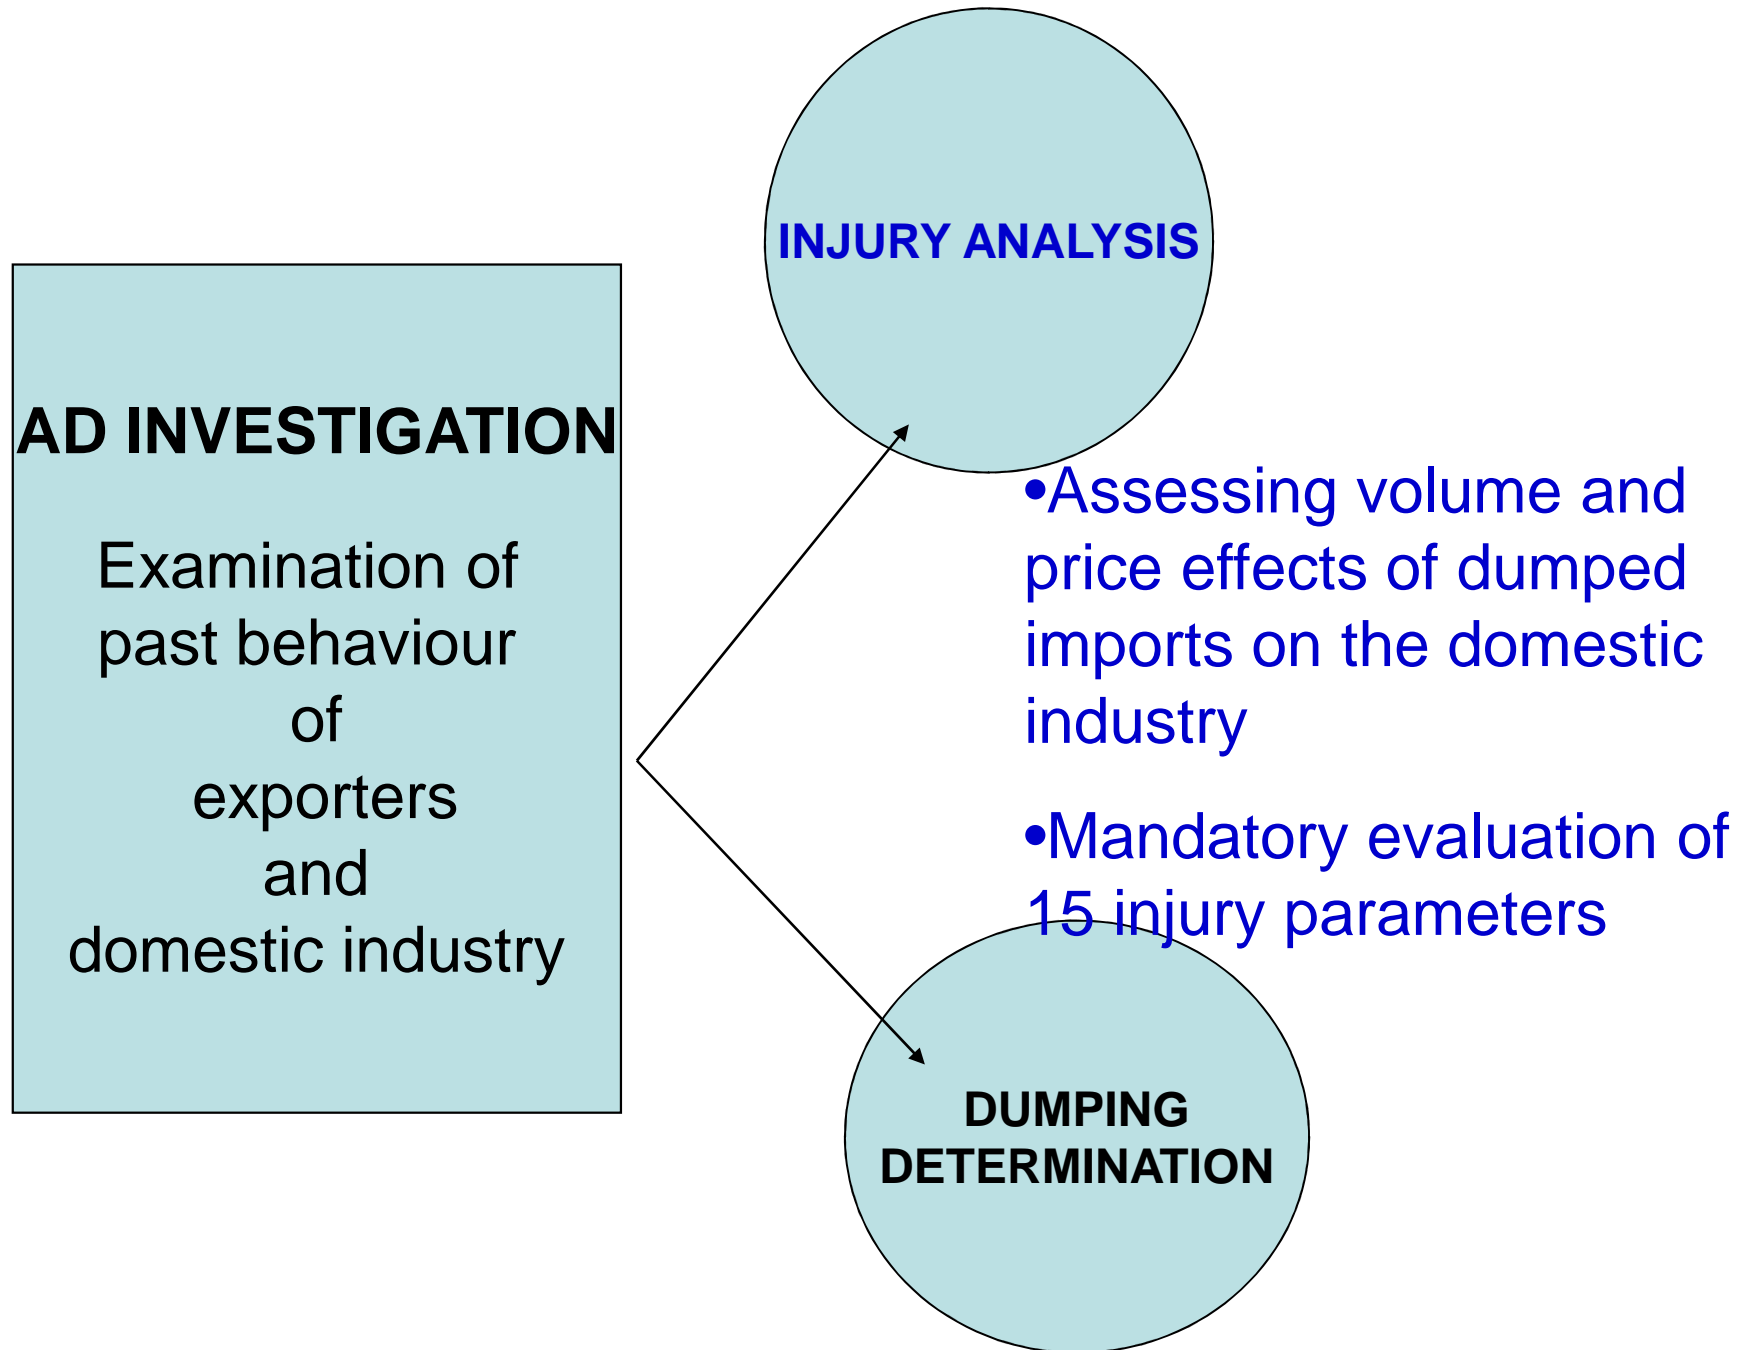 AD INVESTIGATION
Examination of
past behaviour
of
exporters
and
domestic industry
INJURY ANALYSIS
•Assessing volume and
price effects of dumped
imports on the domestic
industry
•Mandatory evaluation of
15 injury parameters
DUMPING
DETERMINATION